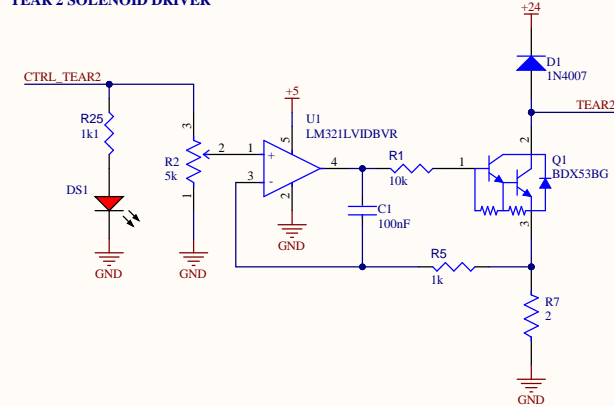 TEAR 2 SOLENOID DRIVER
+24
D1
1N4007
CTRL_TEAR2
TEAR2
+5
R25
1k1
U1
LM321LVIDBVR
3
5
2
R2
5k
2
1
+
4
R1
10k
1
Q1
BDX53BG
3
-
DS1
1
2
C1
100nF
3
GND
GND
GND
R5
1k
R7
2
GND